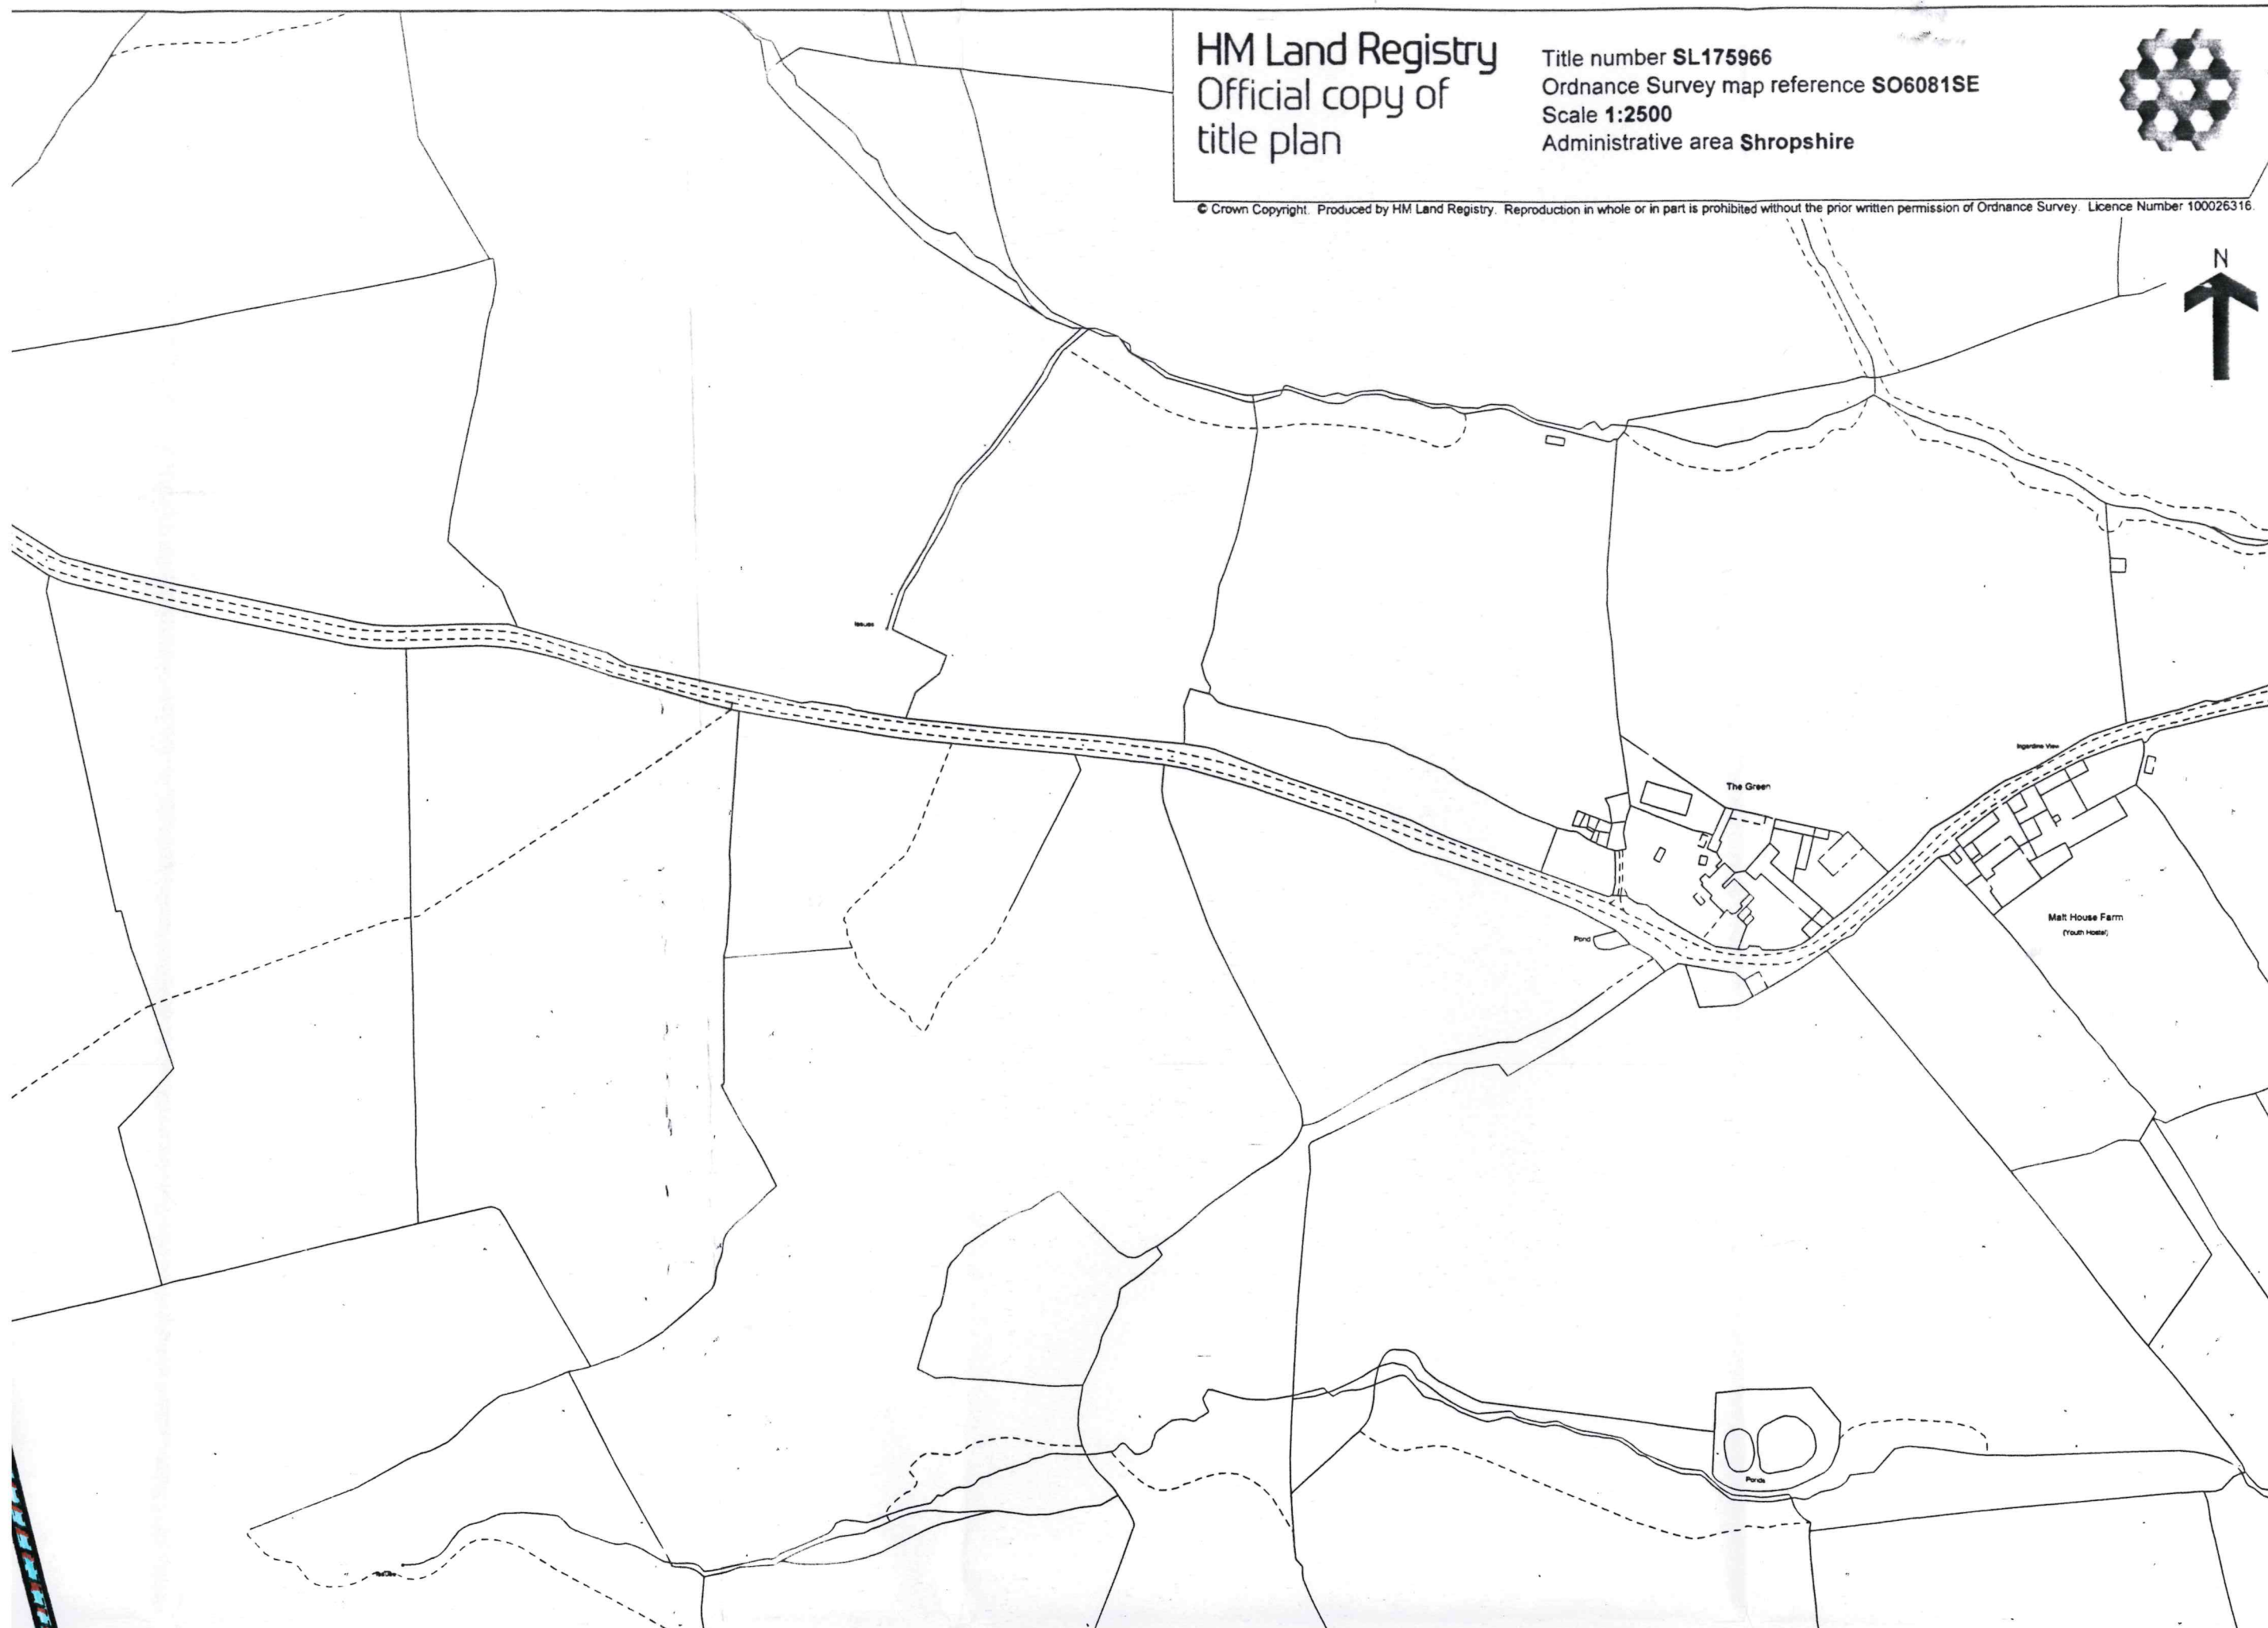 HM Land Registry
Official copy of
title plan
Title number SL175966
Ordnance Survey map reference SO6081SE
Scale 1:2500
Administrative area Shropshire
© Crown Copyright. Produced by HM Land Registry. Reproduction in whole or in part is prohibited without the prior written permission of Ordnance Survey. Licence Number 100026316.
N
Issues
Ingardine View
The Green
Malt House Farm
(Youth Hostel)
Pond
Ponds